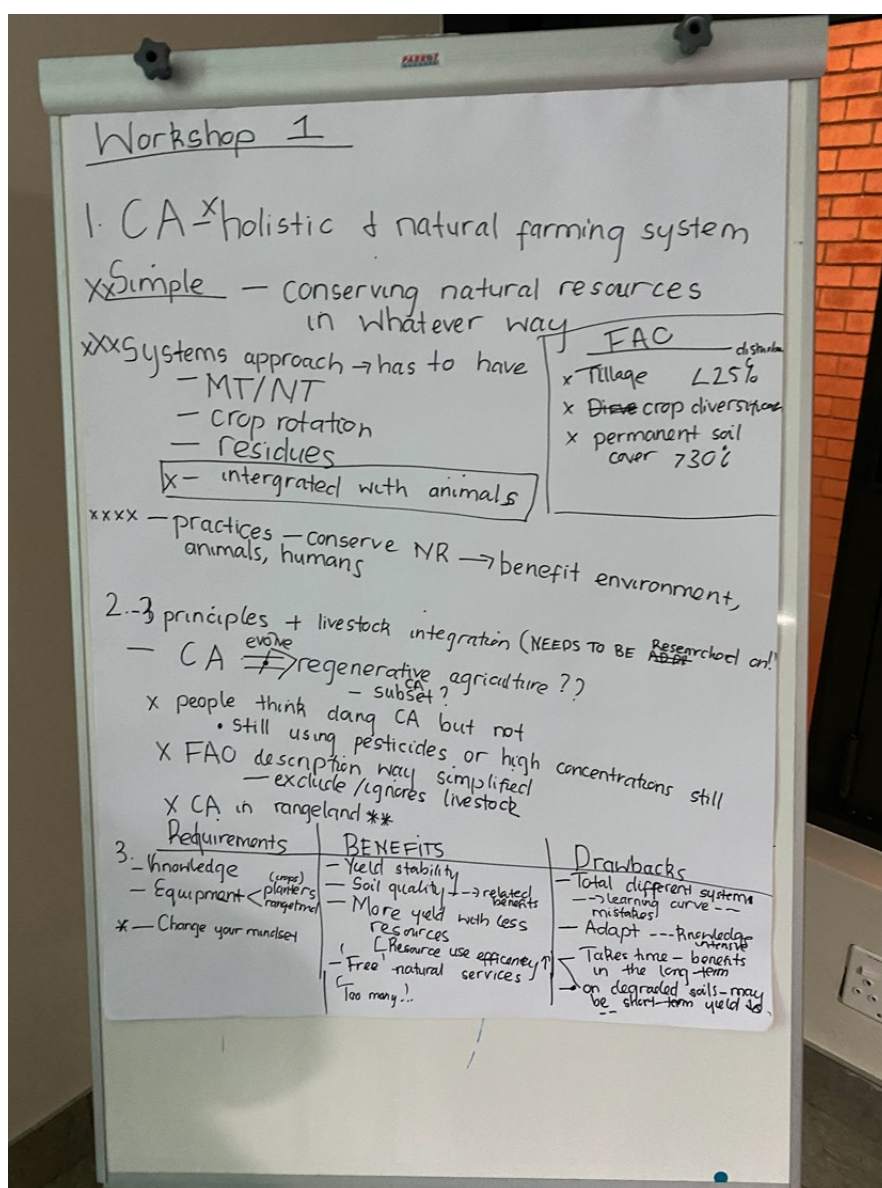 PARROT
Workshop 1
1. CA -x holistic & natural farming system
xx Simple — conserving natural resources
in whatever way
xxx Systems approach → has to have
— MT/NT
— crop rotation
— residues
x— intergrated with animals
FAO
x Tillage <25%
x Dive crop diversificat
x permanent soil
cover >30%
xxxx — practices — conserve NR → benefit environment,
animals, humans
2. -3 principles + livestock integration (NEEDS TO BE Researched on!
— CA evolve ≠> regenerative agriculture ??
— CA subset?
x people think doing CA but not
• still using pesticides or high concentrations still
x FAO description way simplified
— exclude/ignores livestock
x CA in rangeland **
3.
Requirements
— Knowledge
— Equipment < (crops) planters
rangeland
* — Change your mindset
BENEFITS
— Yield stability
— Soil quality --→ related benefits
— More yield with less
resources
[Resource use efficency ↑
— Free natural services
Too many!!
Drawbacks
— Total different systems
--→ learning curve ---
mistakes
— Adapt --- knowledge
intensive
— Takes time — benefits
in the long-term
→ on degraded soils — may
be short-term yield ↓s.